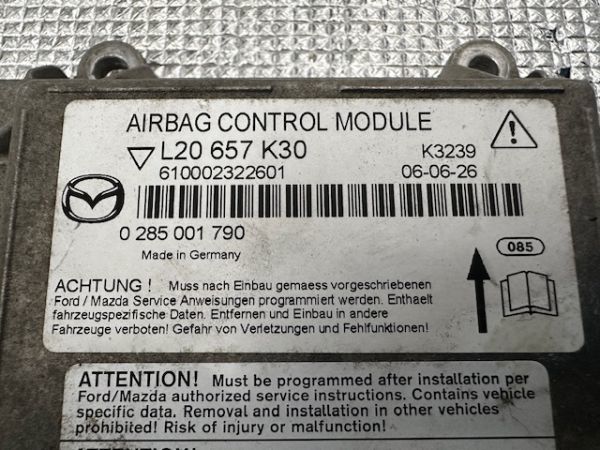 AIRBAG CONTROL MODULE
L20 657 K30 K3239
610002322601 06-06-26
0 285 001 790
Made in Germany
085
ACHTUNG ! Muss nach Einbau gemaess vorgeschriebenen
Ford / Mazda Service Anweisungen programmiert werden. Enthaelt
fahrzeugspezifische Daten. Entfernen und Einbau in andere
Fahrzeuge verboten! Gefahr von Verletzungen und Fehlfunktionen!
ATTENTION! Must be programmed after installation per
Ford/Mazda authorized service instructions. Contains vehicle
specific data. Removal and installation in other vehicles
prohibited! Risk of injury or malfunction!